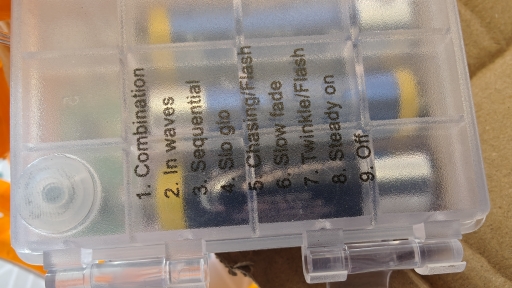 1. Combination
2. In waves
3. Sequential
4. Slo glo
5. Chasing/Flash
6. Slow fade
7. Twinkle/Flash
8. Steady on
9. Off